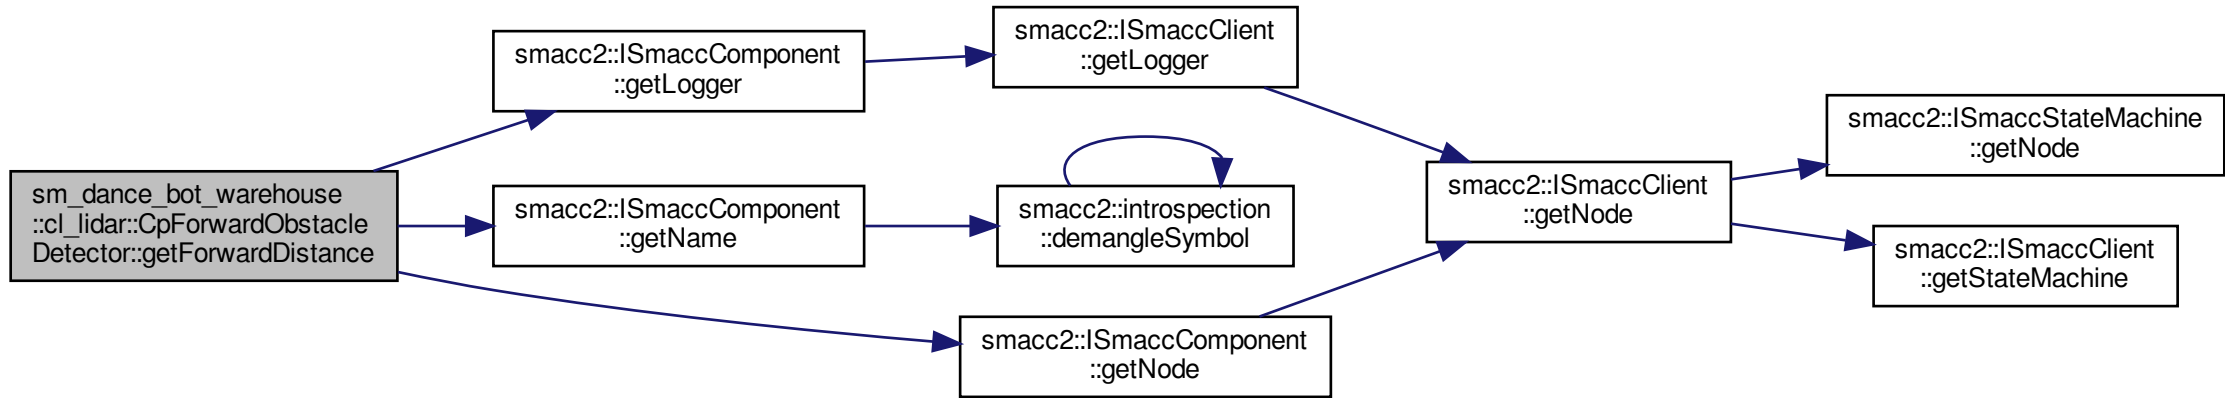 sm_dance_bot_warehouse
::cl_lidar::CpForwardObstacle
Detector::getForwardDistance
smacc2::ISmaccComponent
::getLogger
smacc2::ISmaccClient
::getLogger
smacc2::ISmaccComponent
::getName
smacc2::introspection
::demangleSymbol
smacc2::ISmaccComponent
::getNode
smacc2::ISmaccClient
::getNode
smacc2::ISmaccStateMachine
::getNode
smacc2::ISmaccClient
::getStateMachine